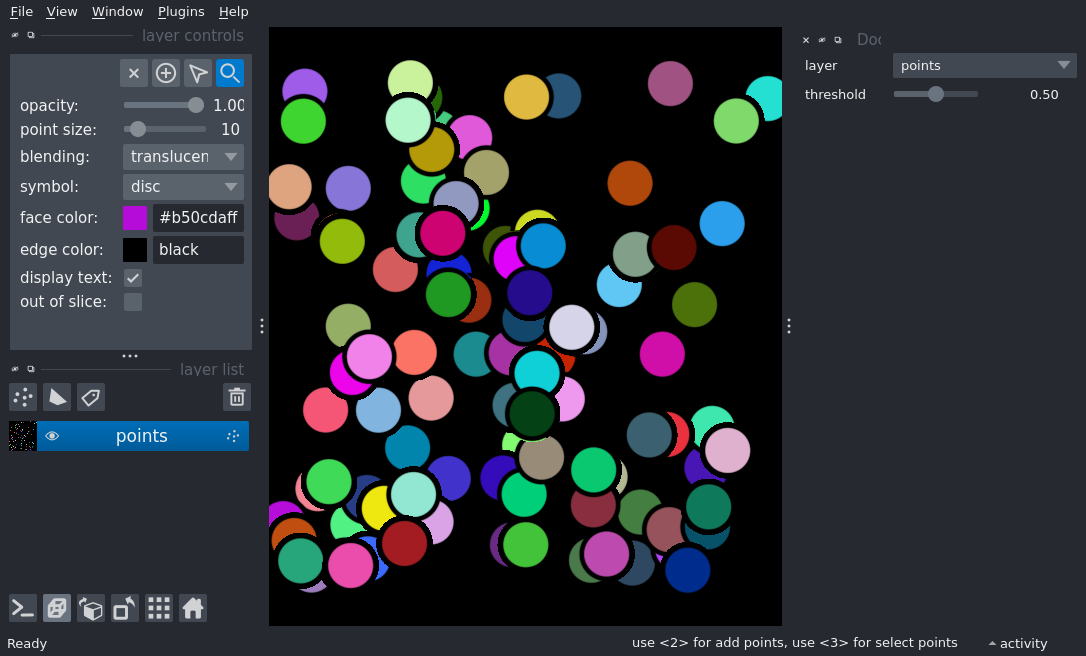 File View Window Plugins Help
layer controls
opacity: 1.00
point size: 10
blending: translucen
symbol: disc
face color: #b50cdaff
edge color: black
display text:
out of slice:
layer list
points
layer points
threshold 0.50
Ready
use <2> for add points, use <3> for select points
activity